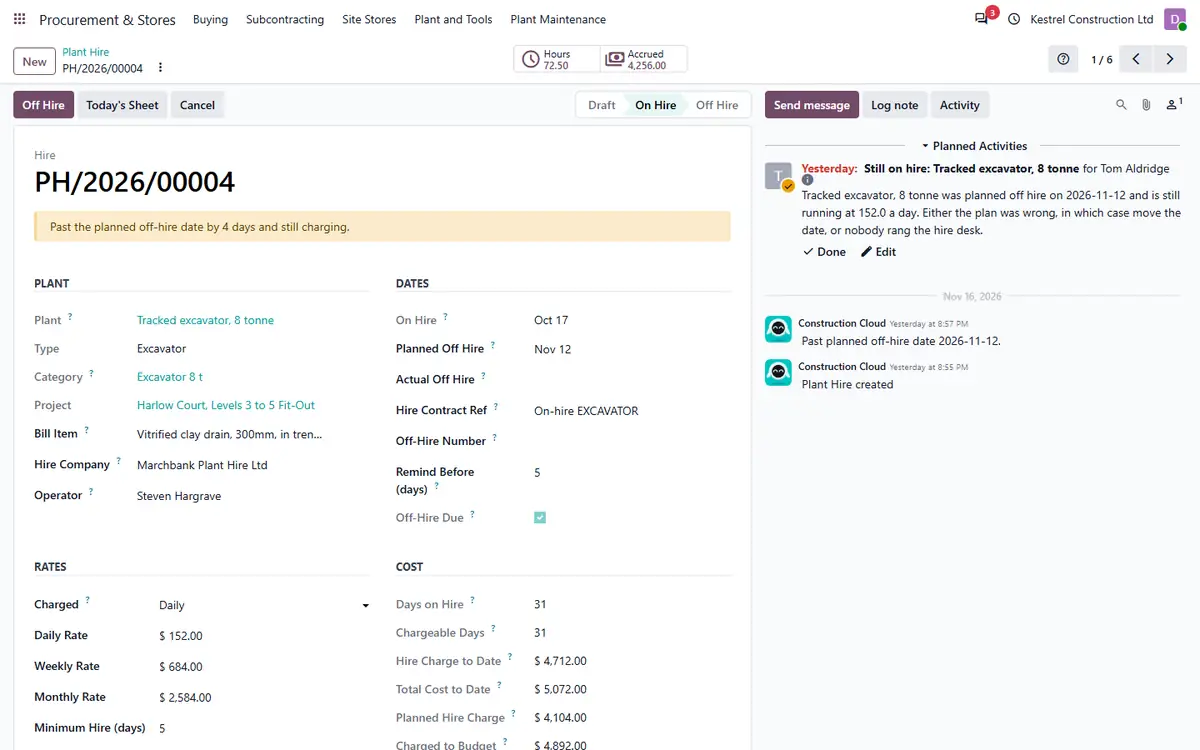 Procurement & Stores Buying Subcontracting Site Stores Plant and Tools Plant Maintenance 3 Kestrel Construction Ltd D
New Plant Hire
PH/2026/00004
Hours 72.50
Accrued 4,256.00
1 / 6
Off Hire Today's Sheet Cancel Draft On Hire Off Hire
Send message Log note Activity 1
Hire
PH/2026/00004
Past the planned off-hire date by 4 days and still charging.
PLANT
Plant ? Tracked excavator, 8 tonne
Type Excavator
Category ? Excavator 8 t
Project Harlow Court, Levels 3 to 5 Fit-Out
Bill Item ? Vitrified clay drain, 300mm, in tren...
Hire Company ? Marchbank Plant Hire Ltd
Operator ? Steven Hargrave
DATES
On Hire ? Oct 17
Planned Off Hire ? Nov 12
Actual Off Hire ?
Hire Contract Ref ? On-hire EXCAVATOR
Off-Hire Number ?
Remind Before
(days) ? 5
Off-Hire Due ?
RATES
Charged ? Daily
Daily Rate $ 152.00
Weekly Rate $ 684.00
Monthly Rate $ 2,584.00
Minimum Hire (days) 5
COST
Days on Hire ? 31
Chargeable Days ? 31
Hire Charge to Date ? $ 4,712.00
Total Cost to Date ? $ 5,072.00
Planned Hire Charge ? $ 4,104.00
Charged to Budget ? $ 4,892.00
Planned Activities
T
Yesterday: Still on hire: Tracked excavator, 8 tonne for Tom Aldridge
Tracked excavator, 8 tonne was planned off hire on 2026-11-12 and is still
running at 152.0 a day. Either the plan was wrong, in which case move the
date, or nobody rang the hire desk.
Done Edit
Nov 16, 2026
Construction Cloud Yesterday at 8:57 PM
Past planned off-hire date 2026-11-12.
Construction Cloud Yesterday at 8:55 PM
Plant Hire created